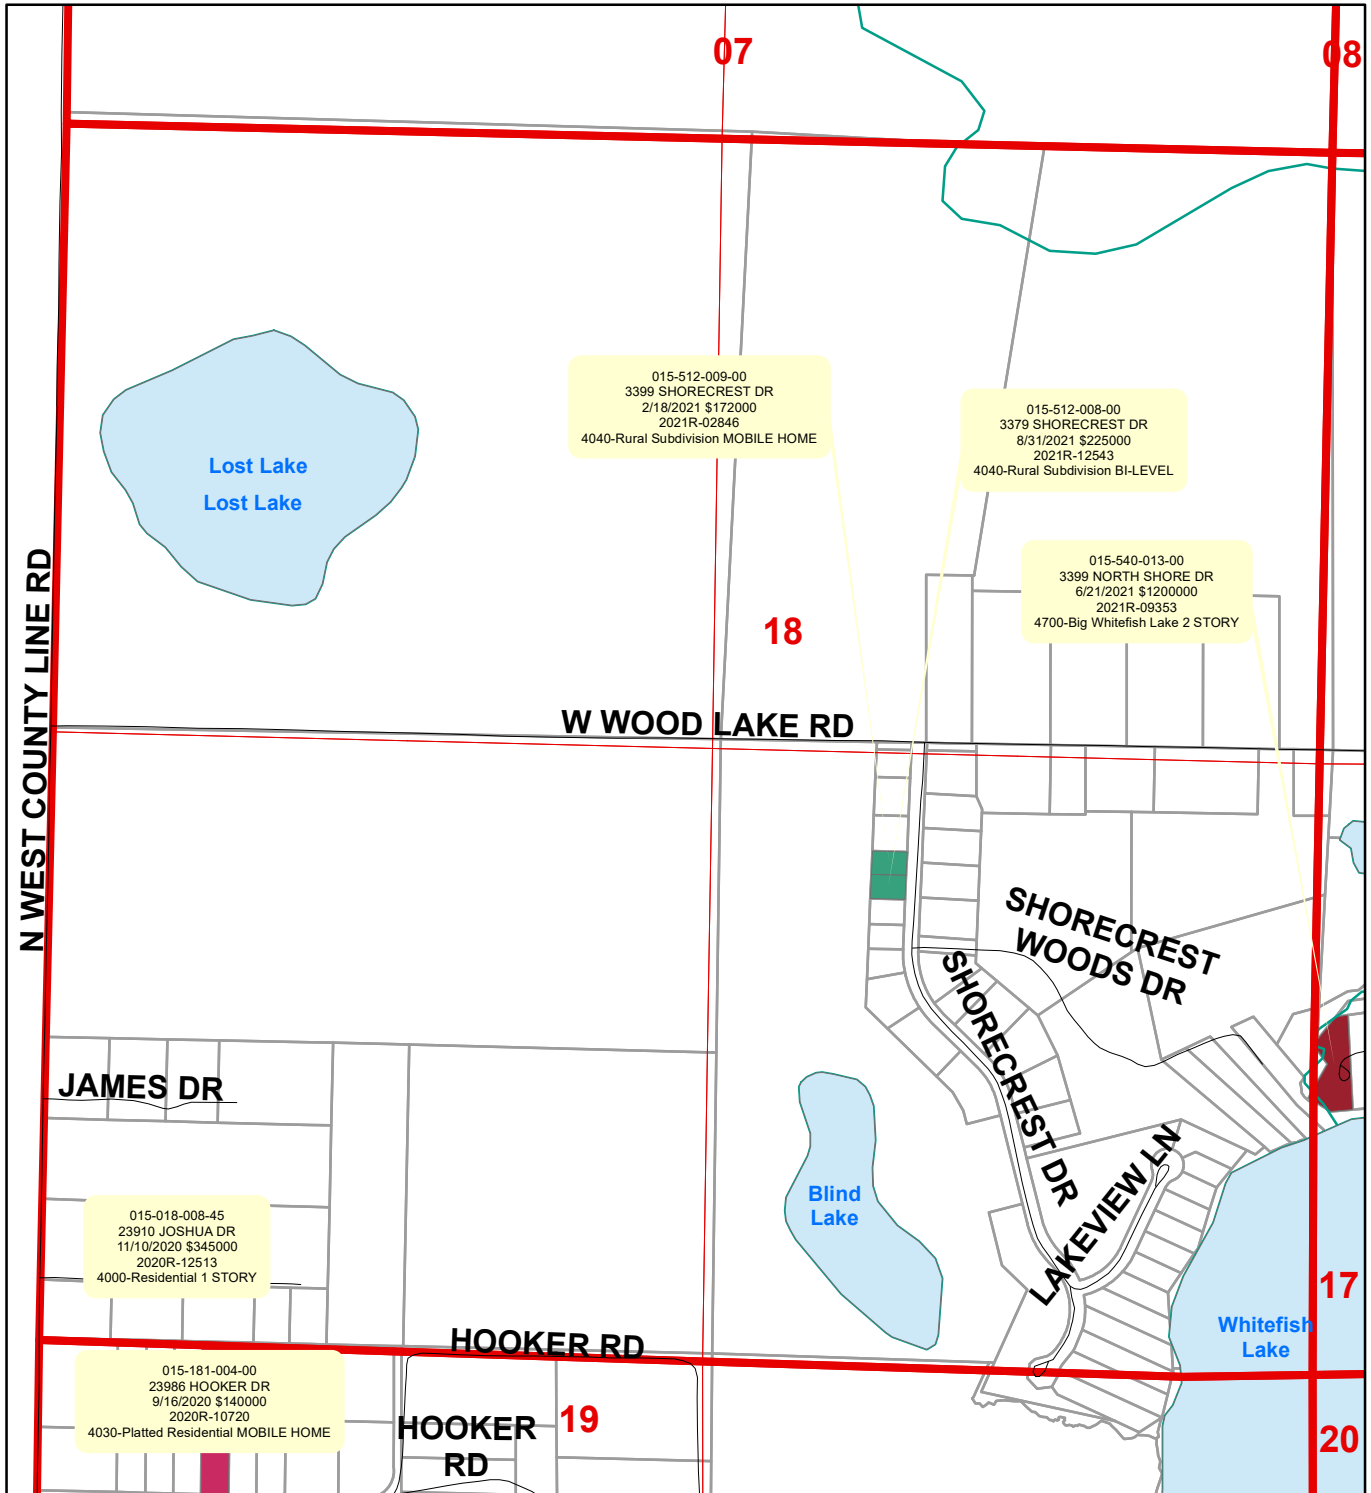 07
08
Lost Lake
Lost Lake
015-512-009-00
3399 SHORECREST DR
2/18/2021 $172000
2021R-02846
4040-Rural Subdivision MOBILE HOME
015-512-008-00
3379 SHORECREST DR
8/31/2021 $225000
2021R-12543
4040-Rural Subdivision BI-LEVEL
015-540-013-00
3399 NORTH SHORE DR
6/21/2021 $1200000
2021R-09353
4700-Big Whitefish Lake 2 STORY
18
N WEST COUNTY LINE RD
W WOOD LAKE RD
SHORECREST
WOODS DR
SHORECREST DR
JAMES DR
LAKEVIEW LN
Blind
Lake
015-018-008-45
23910 JOSHUA DR
11/10/2020 $345000
2020R-12513
4000-Residential 1 STORY
17
Whitefish
Lake
HOOKER RD
015-181-004-00
23986 HOOKER DR
9/16/2020 $140000
2020R-10720
4030-Platted Residential MOBILE HOME
19
HOOKER
RD
20